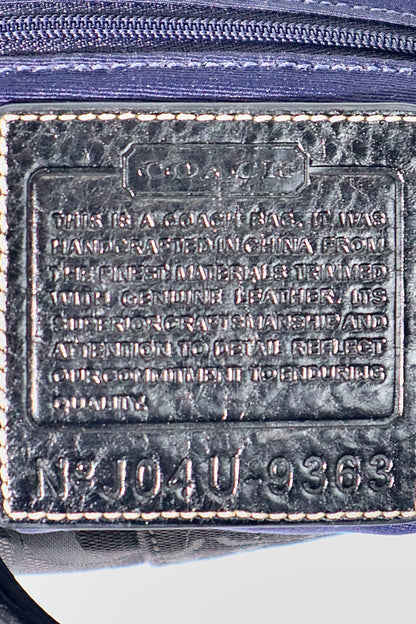 COACH
THIS IS A COACH BAG. IT WAS
HANDCRAFTED IN CHINA FROM
THE FINEST MATERIALS TRIMMED
WITH GENUINE LEATHER. ITS
SUPERIOR CRAFTSMANSHIP AND
ATTENTION TO DETAIL REFLECT
OUR COMMITMENT TO ENDURING
QUALITY.
Nº J04U-9363